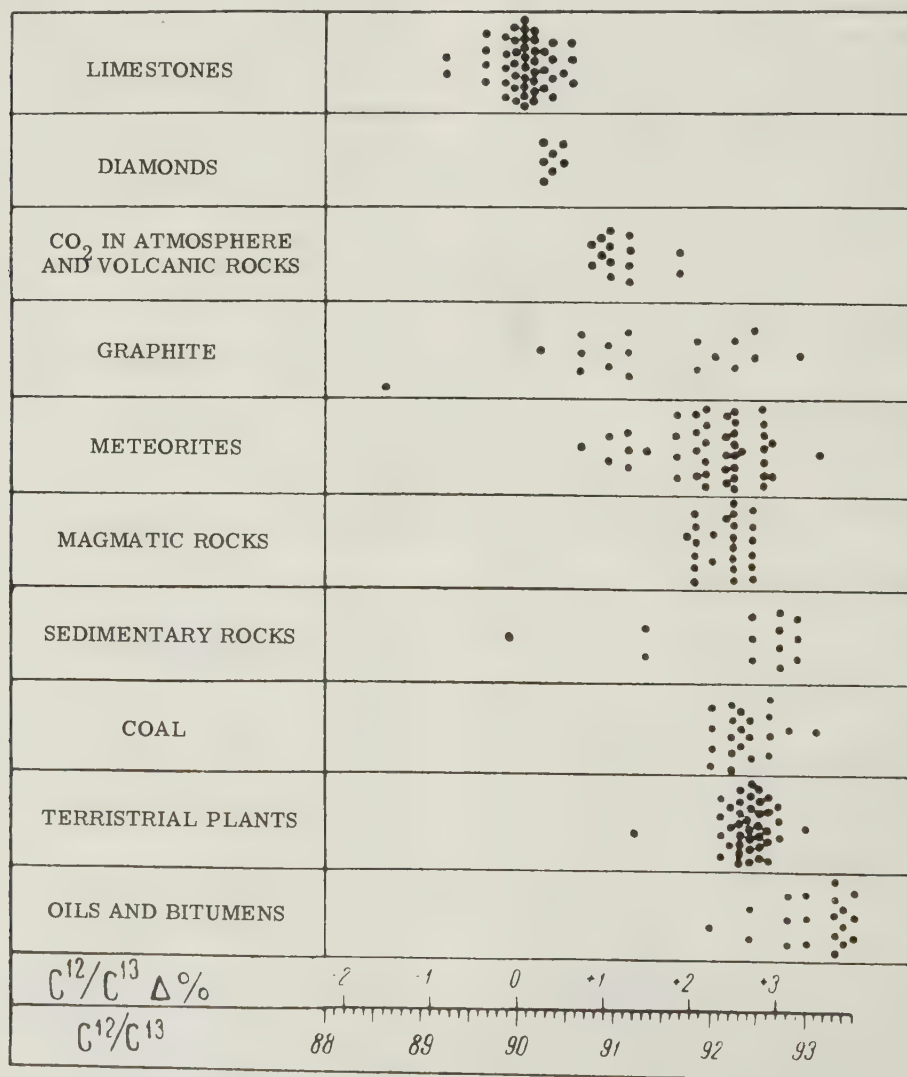 LIMESTONES
DIAMONDS
CO₂ IN ATMOSPHERE
AND VOLCANIC ROCKS
GRAPHITE
METEORITES
MAGMATIC ROCKS
SEDIMENTARY ROCKS
COAL
TERRISTRIAL PLANTS
OILS AND BITUMENS
C¹²/C¹³ Δ% -2 -1 0 +1 +2 +3
C¹²/C¹³ 88 89 90 91 92 93